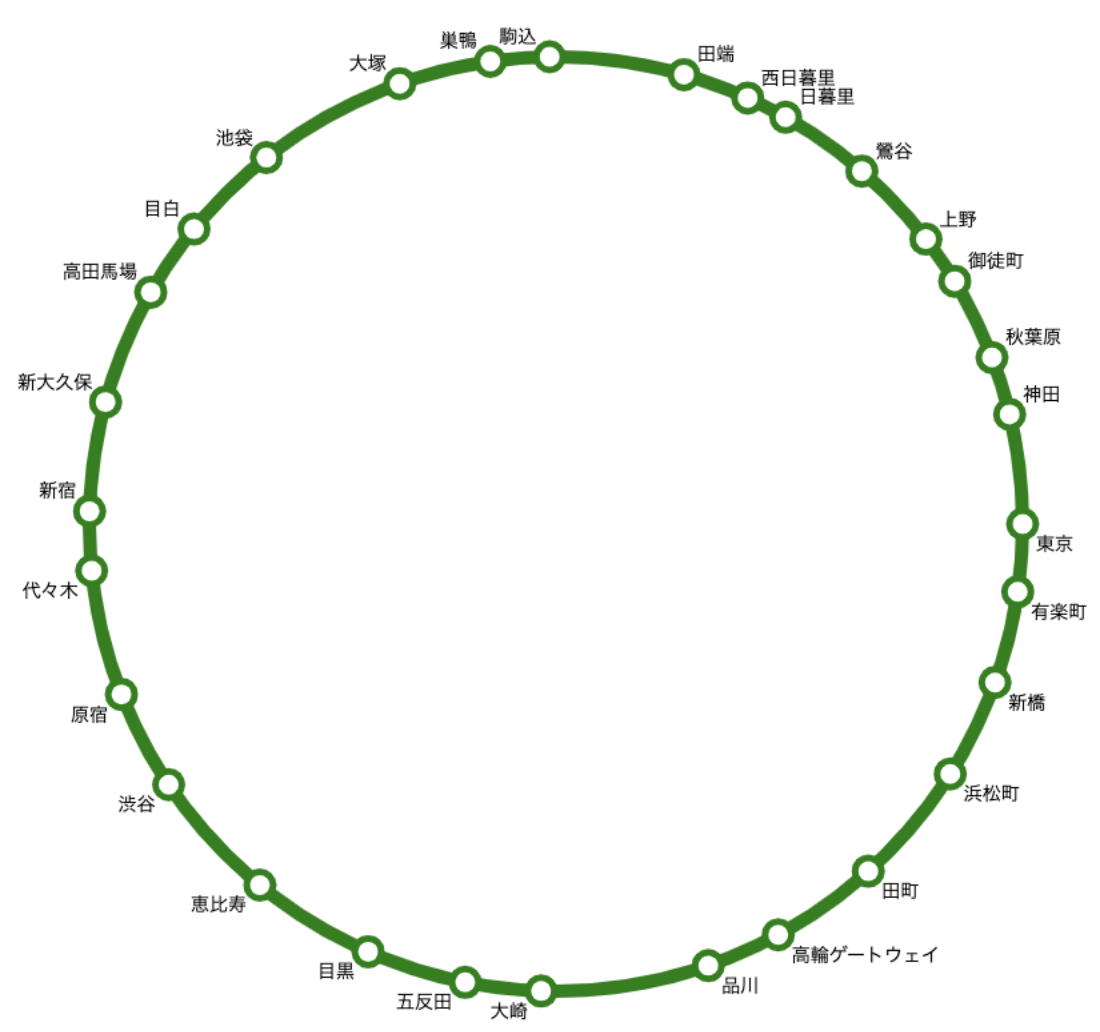 駒込
巣鴨
田端
大塚
西日暮里
日暮里
池袋
鶯谷
目白
上野
御徒町
高田馬場
秋葉原
新大久保
神田
新宿
東京
代々木
有楽町
新橋
原宿
浜松町
渋谷
田町
恵比寿
高輪ゲートウェイ
目黒
品川
五反田
大崎